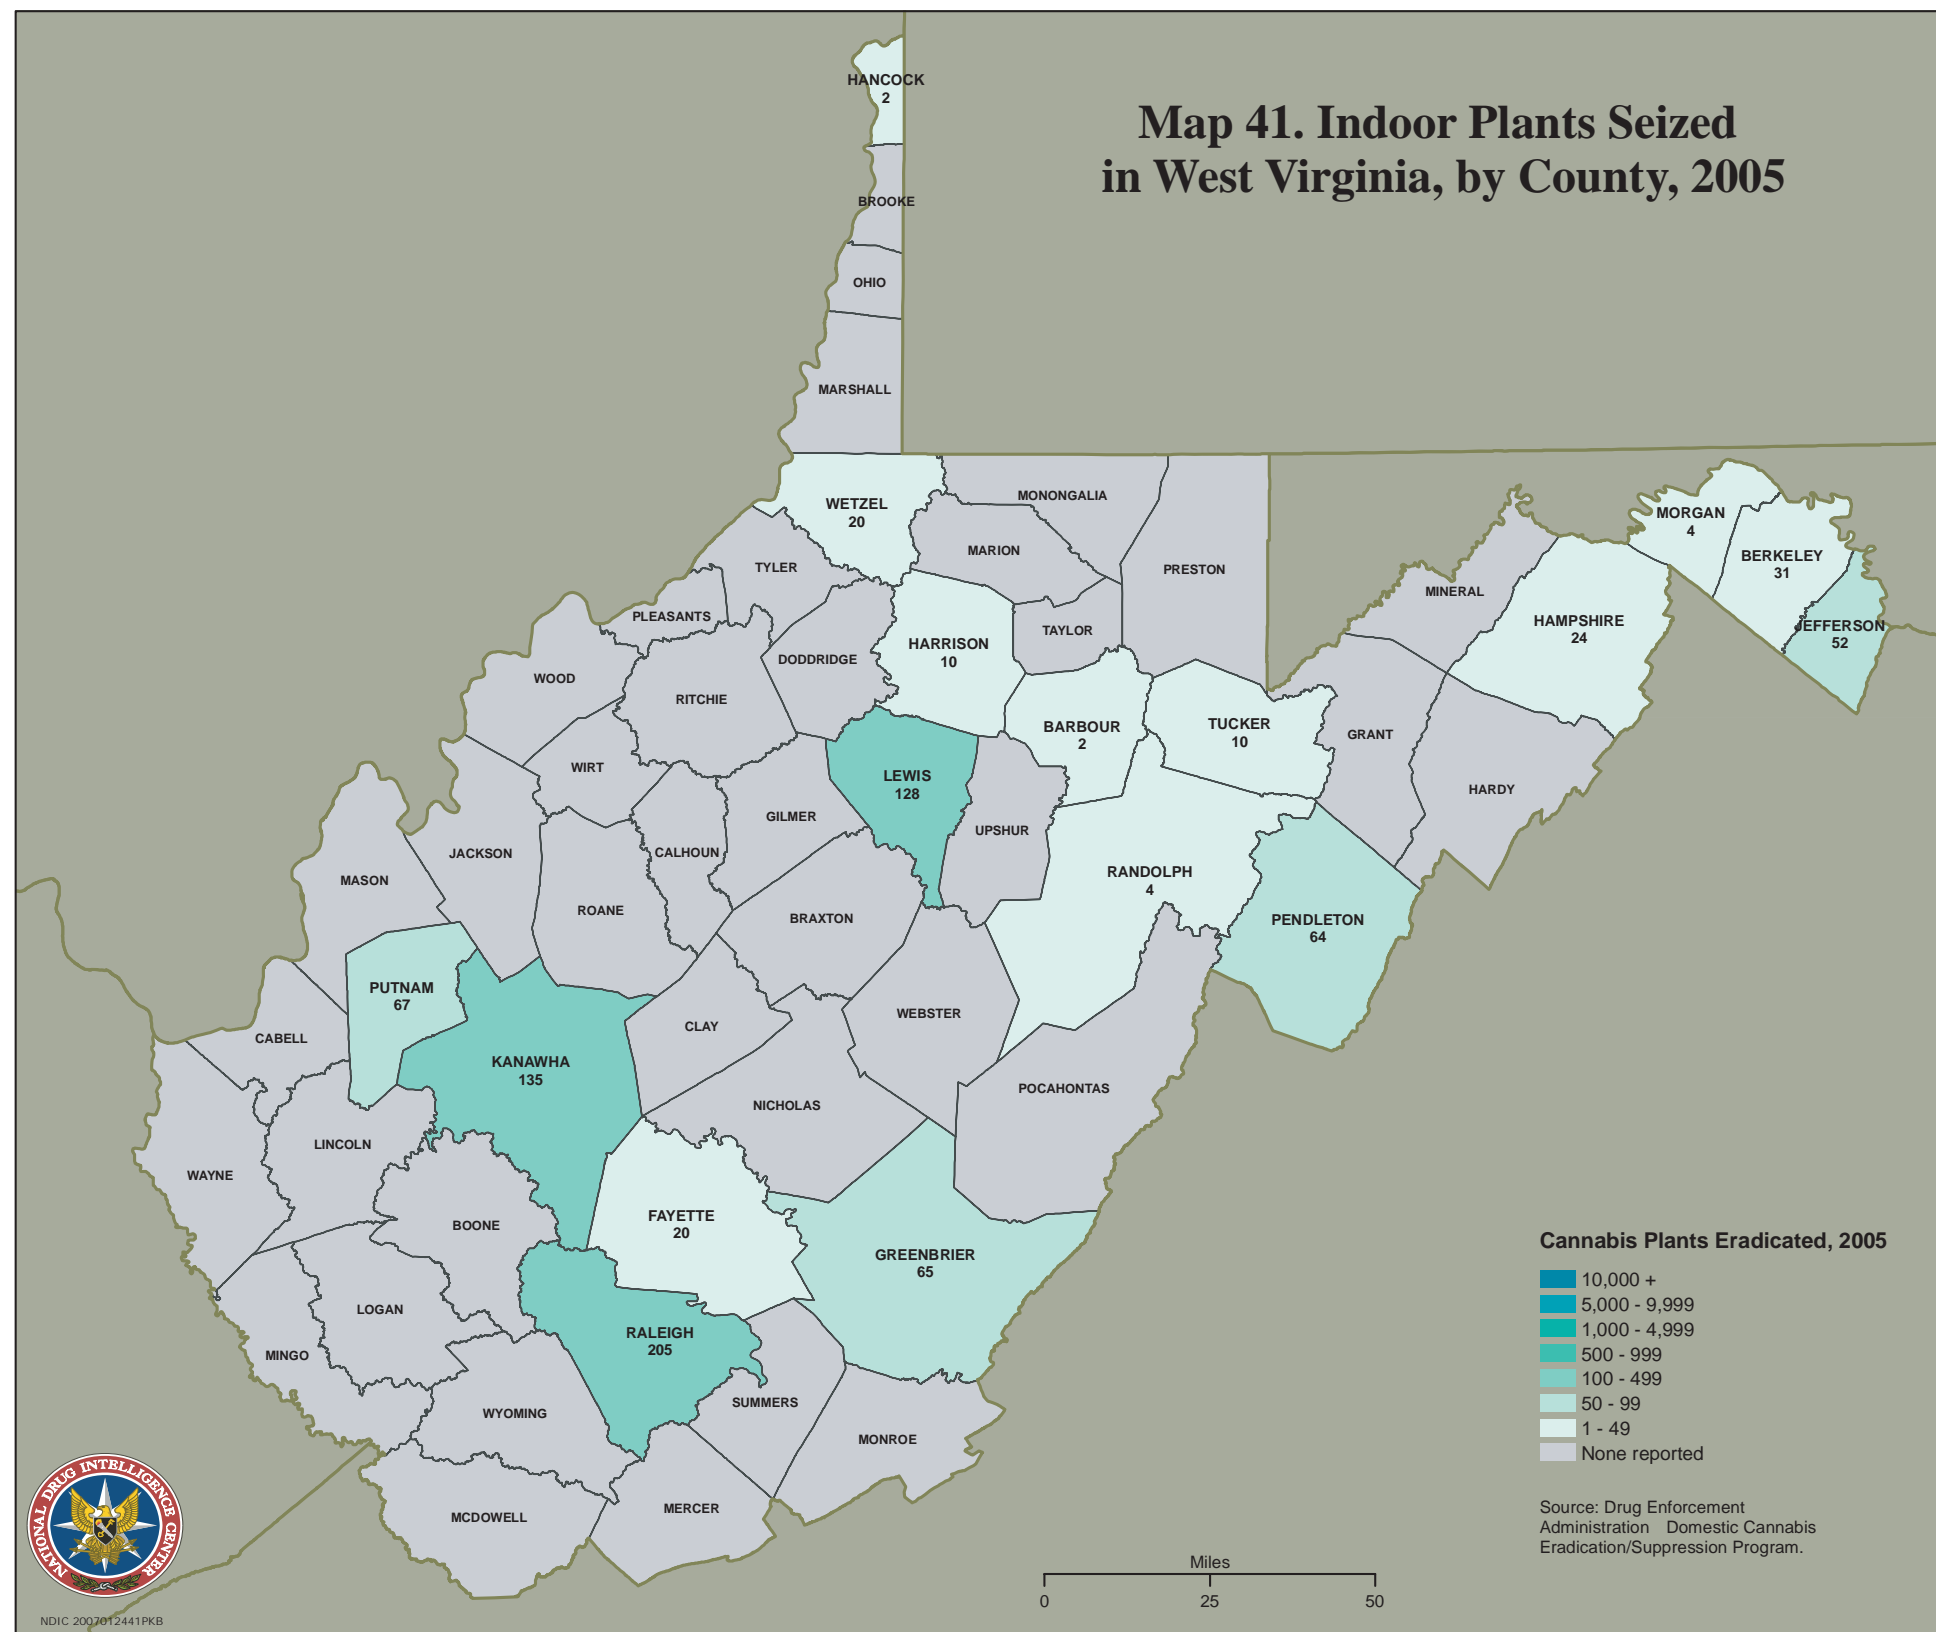 Map 41. Indoor Plants Seized
in West Virginia, by County, 2005
HANCOCK
2
BROOKE
OHIO
MARSHALL
WETZEL
20
MONONGALIA
MARION
PRESTON
MORGAN
4
BERKELEY
31
JEFFERSON
52
MINERAL
HAMPSHIRE
24
TYLER
PLEASANTS
DODDRIDGE
HARRISON
10
TAYLOR
WOOD
RITCHIE
BARBOUR
2
TUCKER
10
GRANT
HARDY
WIRT
LEWIS
128
GILMER
UPSHUR
CALHOUN
JACKSON
MASON
ROANE
BRAXTON
RANDOLPH
4
PENDLETON
64
PUTNAM
67
WEBSTER
CLAY
CABELL
KANAWHA
135
NICHOLAS
POCAHONTAS
LINCOLN
WAYNE
BOONE
FAYETTE
20
GREENBRIER
65
LOGAN
RALEIGH
205
MINGO
SUMMERS
WYOMING
MONROE
MERCER
MCDOWELL
Cannabis Plants Eradicated, 2005
10,000 +
5,000 - 9,999
1,000 - 4,999
500 - 999
100 - 499
50 - 99
1 - 49
None reported
Source: Drug Enforcement
Administration Domestic Cannabis
Eradication/Suppression Program.
Miles
0 25 50
NATIONAL DRUG INTELLIGENCE CENTER
NDIC 2007012441PKB